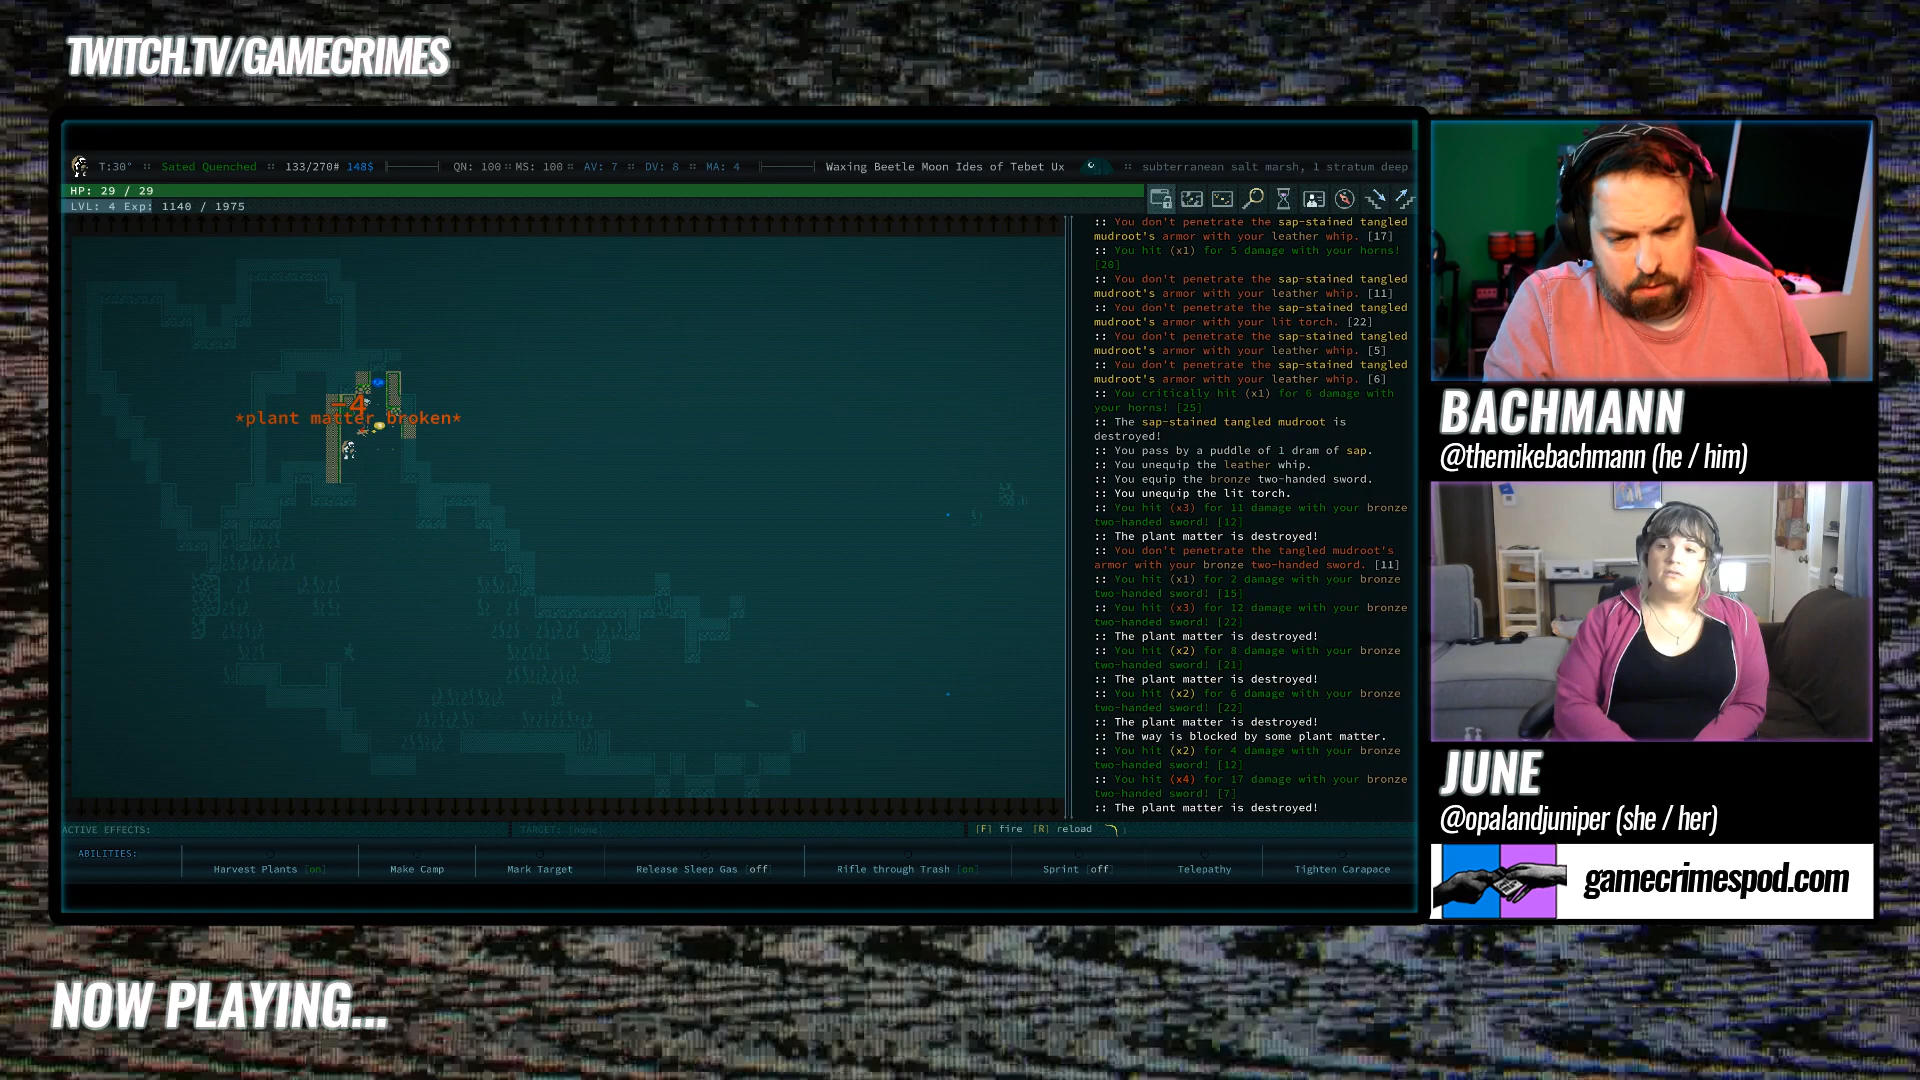 TWITCH.TV/GAMECRIMES
T:30° :: Sated Quenched :: 133/270# 148$ QN: 100 :: MS: 100 :: AV: 7 :: DV: 8 :: MA: 4 Waxing Beetle Moon Ides of Tebet Ux :: subterranean salt marsh, 1 stratum deep
HP: 29 / 29
LVL: 4 Exp: 1140 / 1975
-4
*plant matter broken*
:: You don't penetrate the sap-stained tangled
mudroot's armor with your leather whip. [17]
:: You hit (x1) for 5 damage with your horns!
[20]
:: You don't penetrate the sap-stained tangled
mudroot's armor with your leather whip. [11]
:: You don't penetrate the sap-stained tangled
mudroot's armor with your lit torch. [22]
:: You don't penetrate the sap-stained tangled
mudroot's armor with your leather whip. [5]
:: You don't penetrate the sap-stained tangled
mudroot's armor with your leather whip. [6]
:: You critically hit (x1) for 6 damage with
your horns! [25]
:: The sap-stained tangled mudroot is
destroyed!
:: You pass by a puddle of 1 dram of sap.
:: You unequip the leather whip.
:: You equip the bronze two-handed sword.
:: You unequip the lit torch.
:: You hit (x3) for 11 damage with your bronze
two-handed sword! [12]
:: The plant matter is destroyed!
:: You don't penetrate the tangled mudroot's
armor with your bronze two-handed sword. [11]
:: You hit (x1) for 2 damage with your bronze
two-handed sword! [15]
:: You hit (x3) for 12 damage with your bronze
two-handed sword! [22]
:: The plant matter is destroyed!
:: You hit (x2) for 8 damage with your bronze
two-handed sword! [21]
:: The plant matter is destroyed!
:: You hit (x2) for 6 damage with your bronze
two-handed sword! [22]
:: The plant matter is destroyed!
:: The way is blocked by some plant matter.
:: You hit (x2) for 4 damage with your bronze
two-handed sword! [12]
:: You hit (x4) for 17 damage with your bronze
two-handed sword! [7]
:: The plant matter is destroyed!
ACTIVE EFFECTS: TARGET: [none] [F] fire [R] reload
ABILITIES: Harvest Plants [on] Make Camp Mark Target Release Sleep Gas [off] Rifle through Trash [on] Sprint [off] Telepathy Tighten Carapace
BACHMANN
@themikebachmann (he / him)
JUNE
@opalandjuniper (she / her)
gamecrimespod.com
NOW PLAYING...